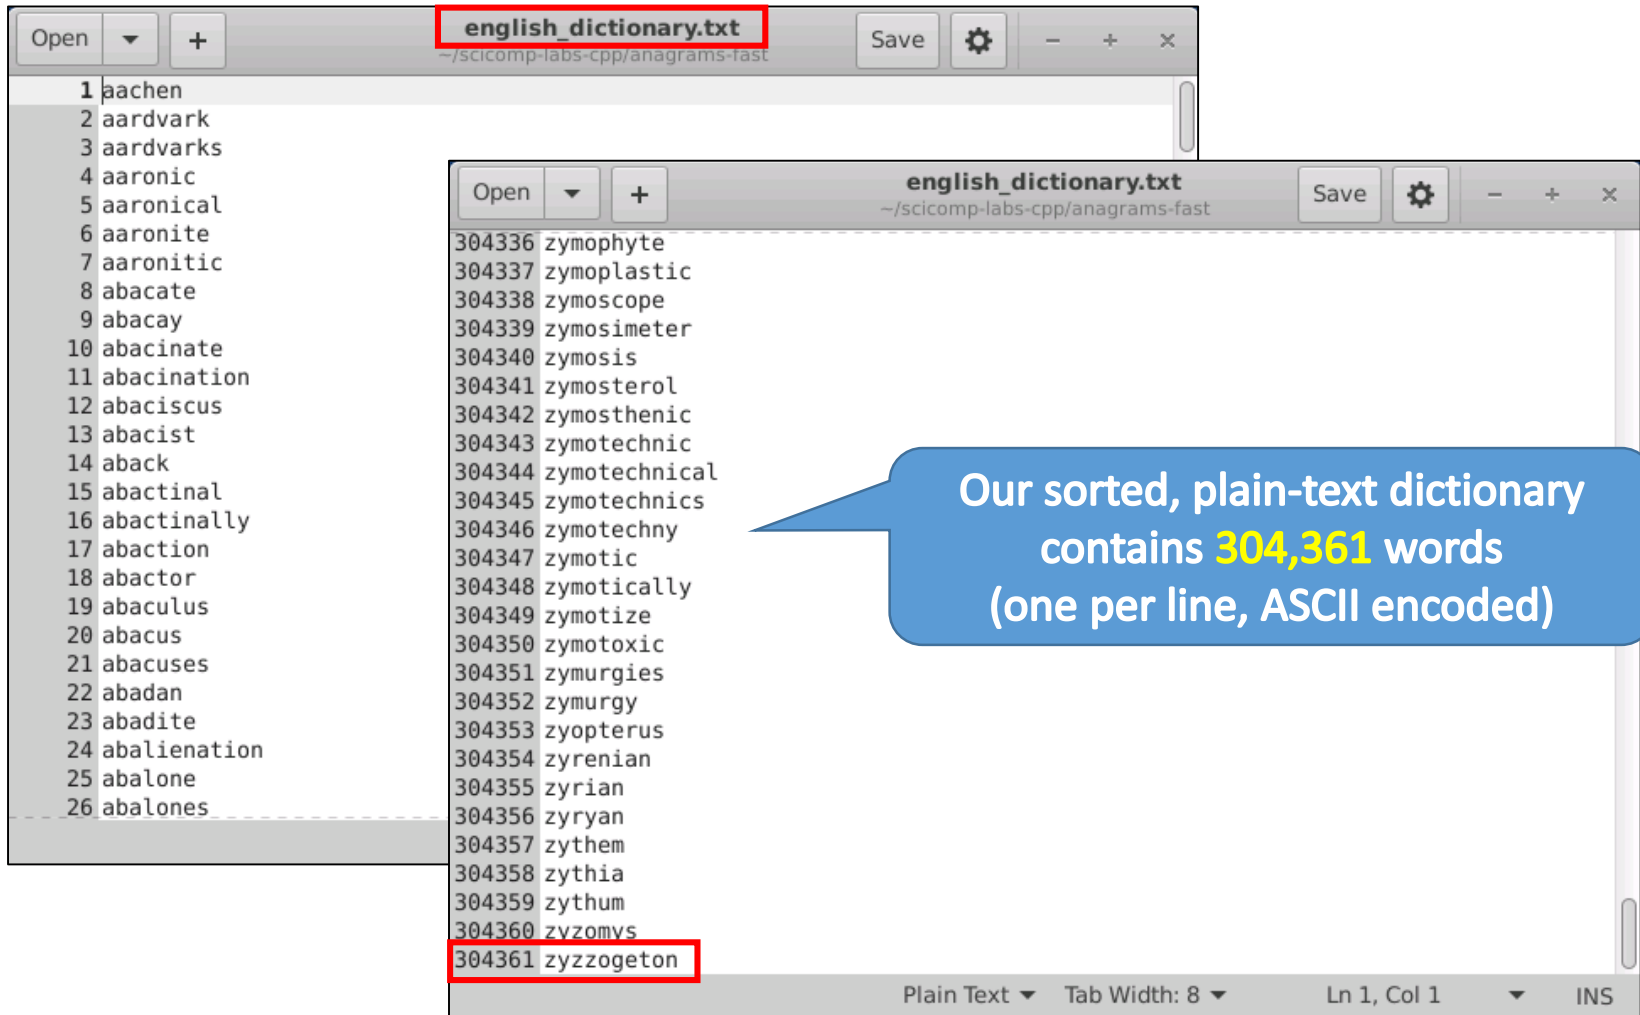 Open + english_dictionary.txt Save − + ×
~/scicomp-labs-cpp/anagrams-fast
1 aachen
2 aardvark
3 aardvarks
4 aaronic
5 aaronical
6 aaronite
7 aaronitic
8 abacate
9 abacay
10 abacinate
11 abacination
12 abaciscus
13 abacist
14 aback
15 abactinal
16 abactinally
17 abaction
18 abactor
19 abaculus
20 abacus
21 abacuses
22 abadan
23 abadite
24 abalienation
25 abalone
26 abalones
Open + english_dictionary.txt Save − + ×
~/scicomp-labs-cpp/anagrams-fast
304336 zymophyte
304337 zymoplastic
304338 zymoscope
304339 zymosimeter
304340 zymosis
304341 zymosterol
304342 zymosthenic
304343 zymotechnic
304344 zymotechnical
304345 zymotechnics
304346 zymotechny
304347 zymotic
304348 zymotically
304349 zymotize
304350 zymotoxic
304351 zymurgies
304352 zymurgy
304353 zyopterus
304354 zyrenian
304355 zyrian
304356 zyryan
304357 zythem
304358 zythia
304359 zythum
304360 zyzomys
304361 zyzzogeton
Our sorted, plain-text dictionary
contains 304,361 words
(one per line, ASCII encoded)
Plain Text Tab Width: 8 Ln 1, Col 1 INS